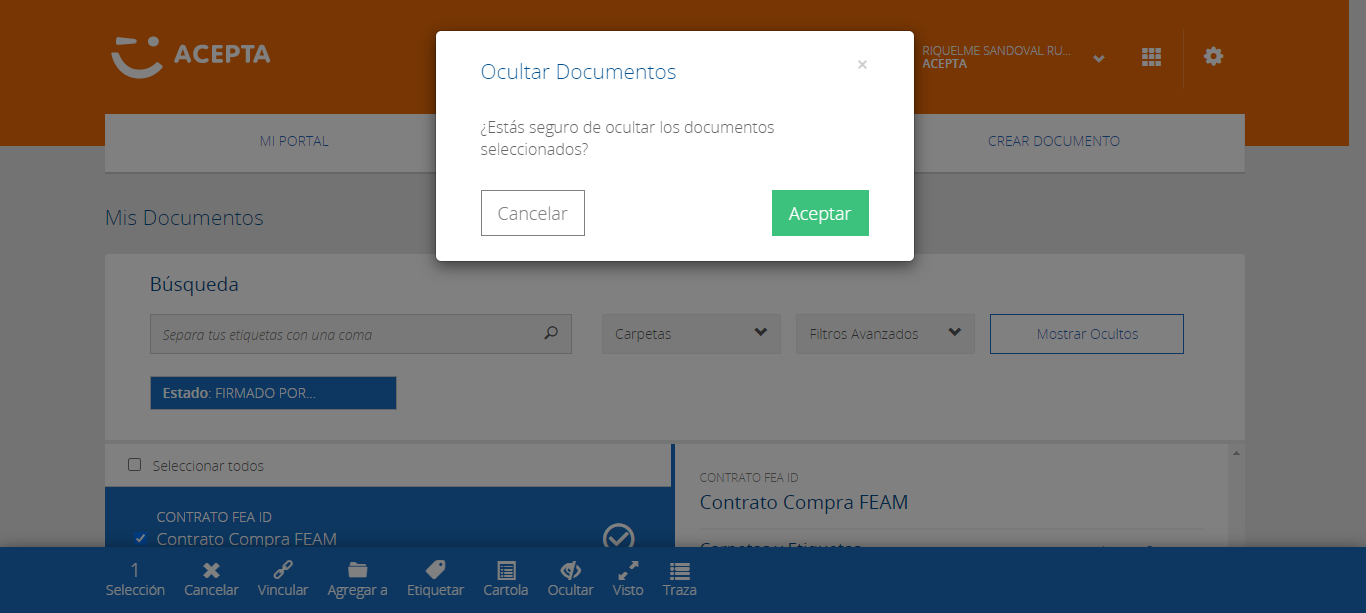 ACEPTA
RIQUELME SANDOVAL RU...
ACEPTA
Ocultar Documentos
×
¿Estás seguro de ocultar los documentos
seleccionados?
Cancelar
Aceptar
MI PORTAL
CREAR DOCUMENTO
Mis Documentos
Búsqueda
Separa tus etiquetas con una coma
Carpetas
Filtros Avanzados
Mostrar Ocultos
Estado: FIRMADO POR...
Seleccionar todos
CONTRATO FEA ID
Contrato Compra FEAM
CONTRATO FEA ID
Contrato Compra FEAM
Carpetas y Etiquetas
1
Selección
Cancelar
Vincular
Agregar a
Etiquetar
Cartola
Ocultar
Visto
Traza